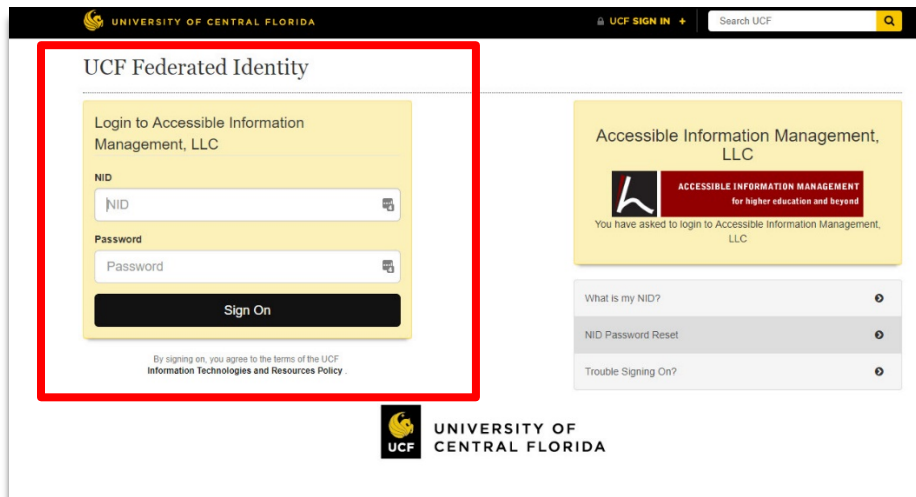 UNIVERSITY OF CENTRAL FLORIDA
UCF SIGN IN +
Search UCF
UCF Federated Identity
Login to Accessible Information
Management, LLC
NID
NID
Password
Password
Sign On
By signing on, you agree to the terms of the UCF
Information Technologies and Resources Policy .
Accessible Information Management,
LLC
ACCESSIBLE INFORMATION MANAGEMENT
for higher education and beyond
You have asked to login to Accessible Information Management,
LLC
What is my NID?
NID Password Reset
Trouble Signing On?
UCF
UNIVERSITY OF
CENTRAL FLORIDA